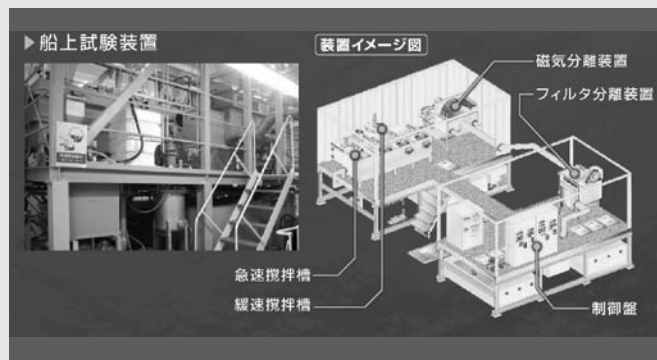 ▶船上試験装置
装置イメージ図
磁気分離装置
フィルタ分離装置
急速撹拌槽
緩速撹拌槽
制御盤